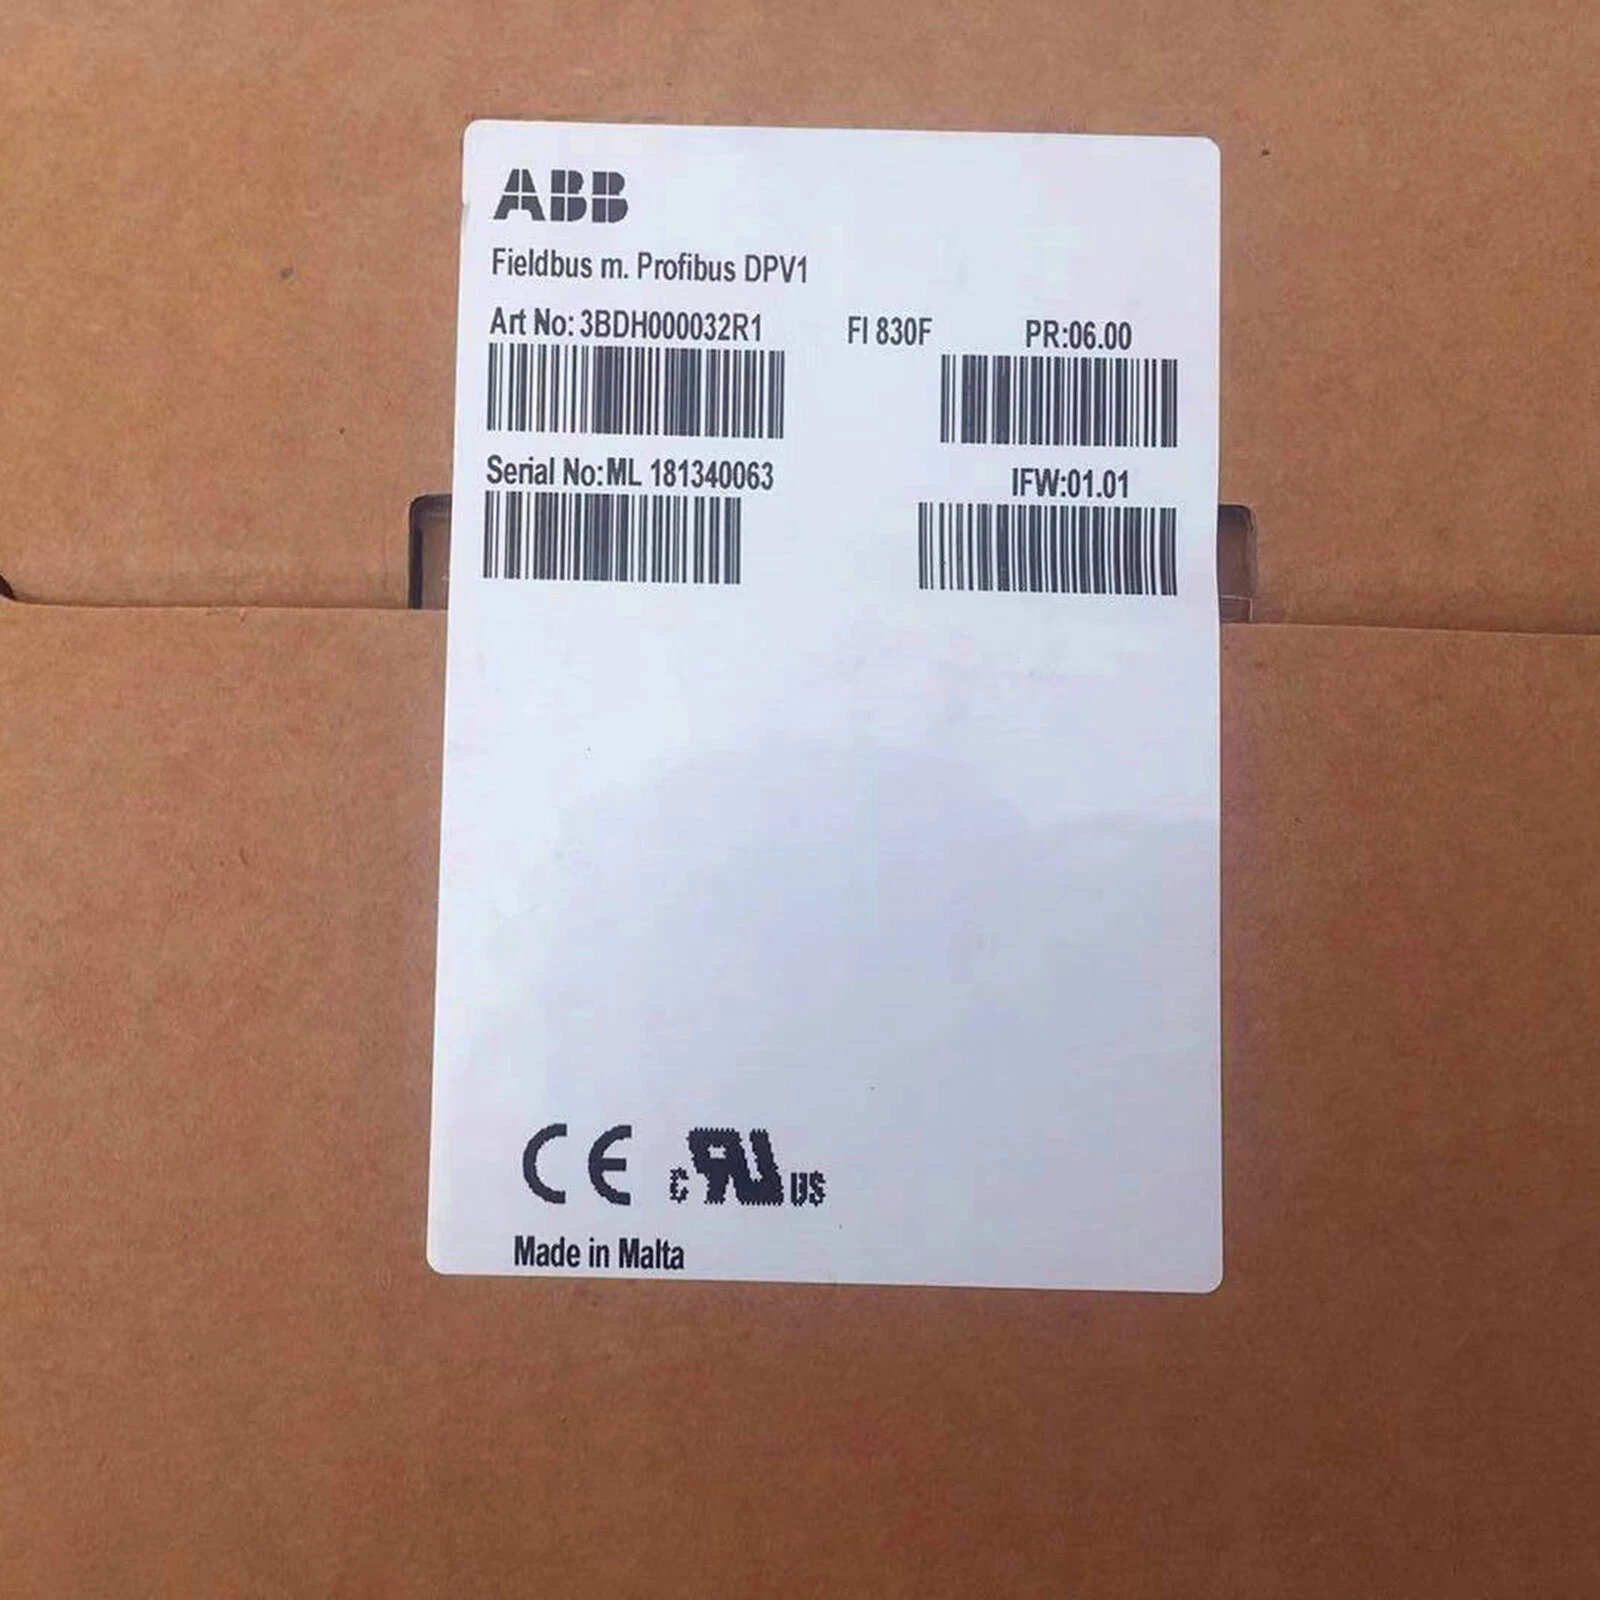 ABB
Fieldbus m. Profibus DPV1
Art No: 3BDH000032R1 FI 830F PR:06.00
Serial No:ML 181340063 IFW:01.01
CE c RU US
Made in Malta